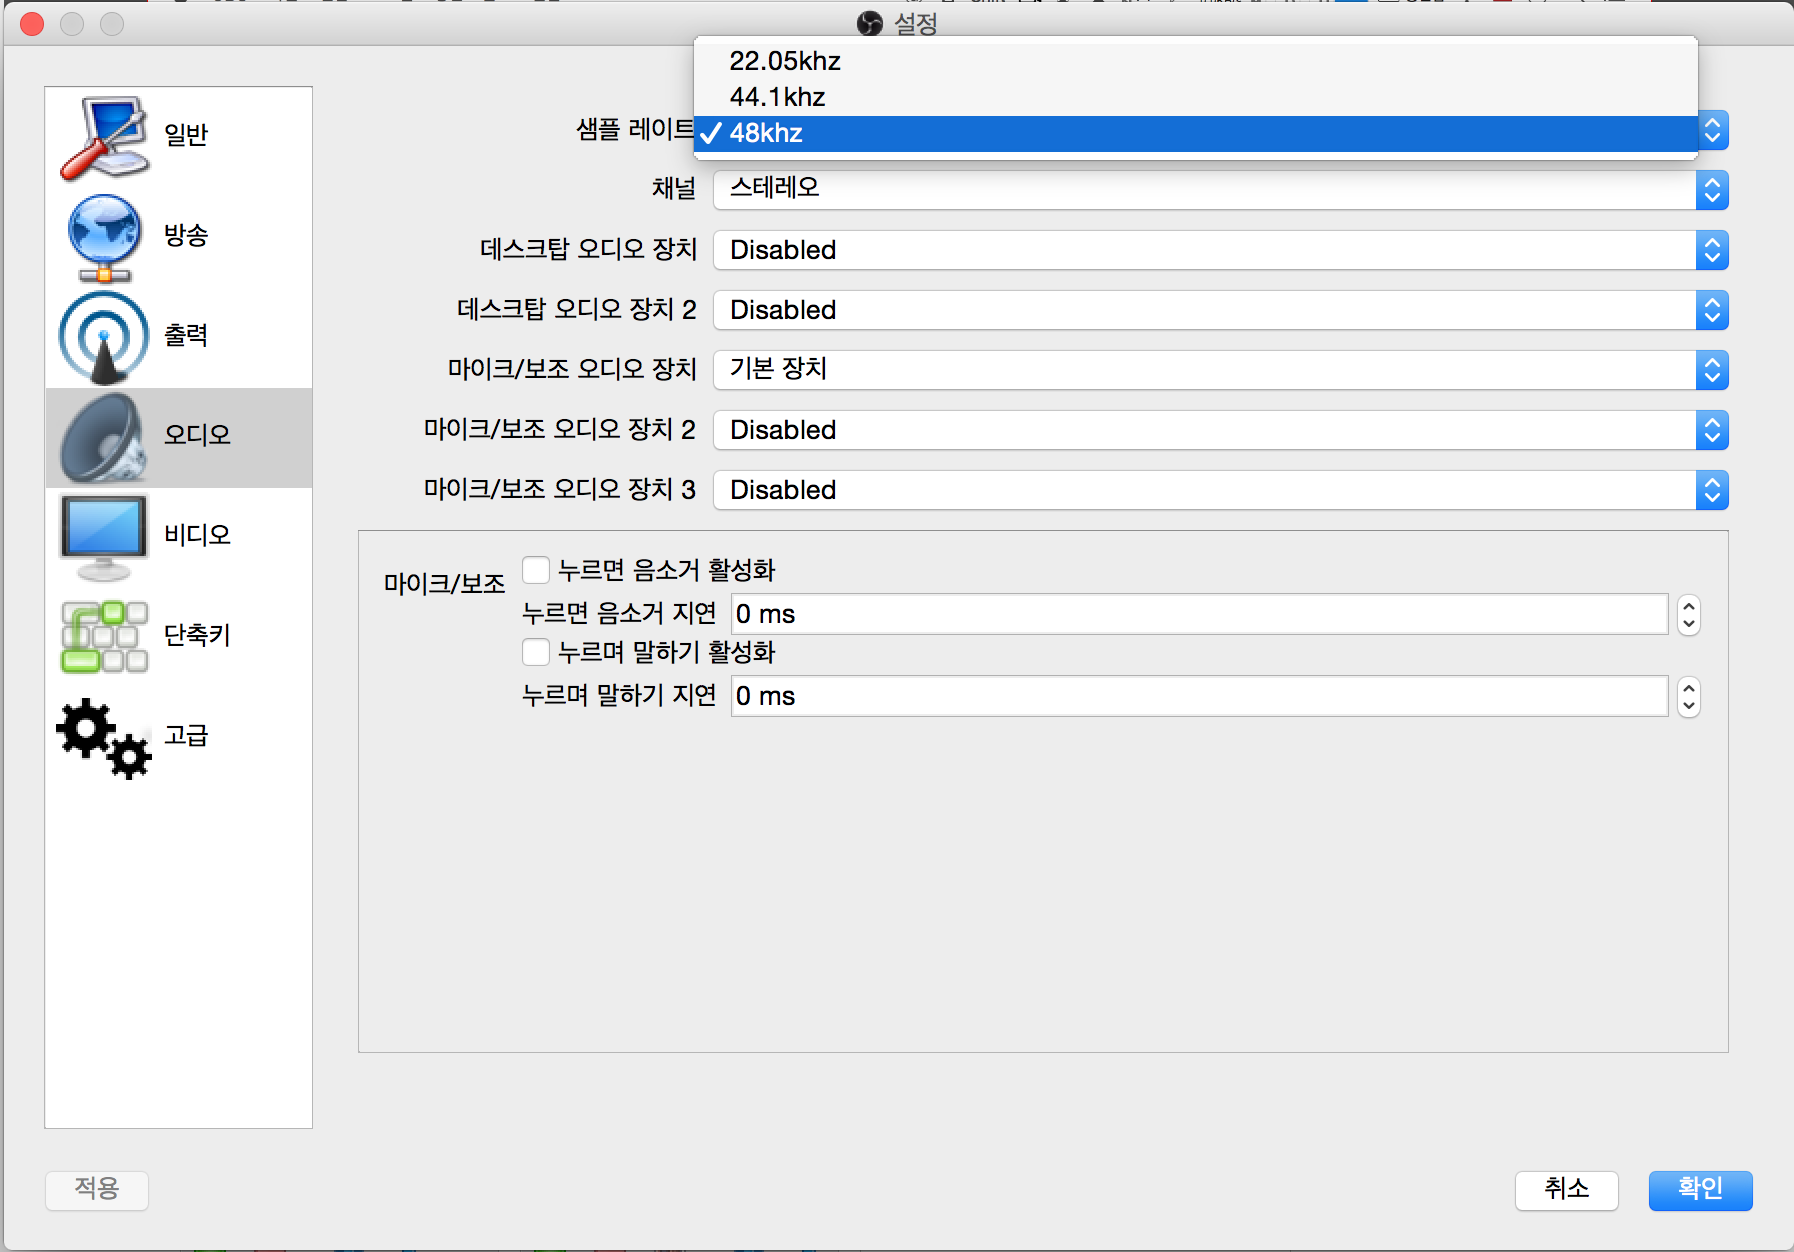 설정
일반
방송
출력
오디오
비디오
단축키
고급
샘플 레이트
22.05khz
44.1khz
✓ 48khz
채널 스테레오
데스크탑 오디오 장치 Disabled
데스크탑 오디오 장치 2 Disabled
마이크/보조 오디오 장치 기본 장치
마이크/보조 오디오 장치 2 Disabled
마이크/보조 오디오 장치 3 Disabled
마이크/보조
누르면 음소거 활성화
누르면 음소거 지연 0 ms
누르며 말하기 활성화
누르며 말하기 지연 0 ms
적용
취소
확인